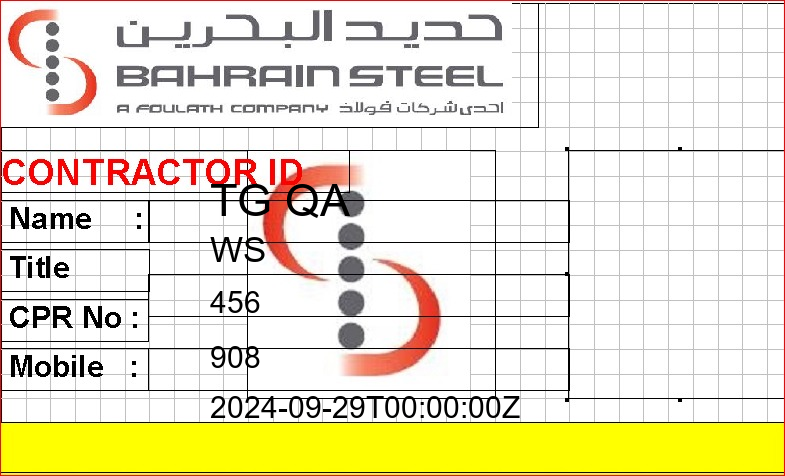 حديد البحرين
BAHRAIN STEEL
A FOULATH COMPANY احدى شركات فولاذ
CONTRACTOR ID
Name : TG QA
Title WS
CPR No : 456
Mobile : 908
2024-09-29T00:00:00Z